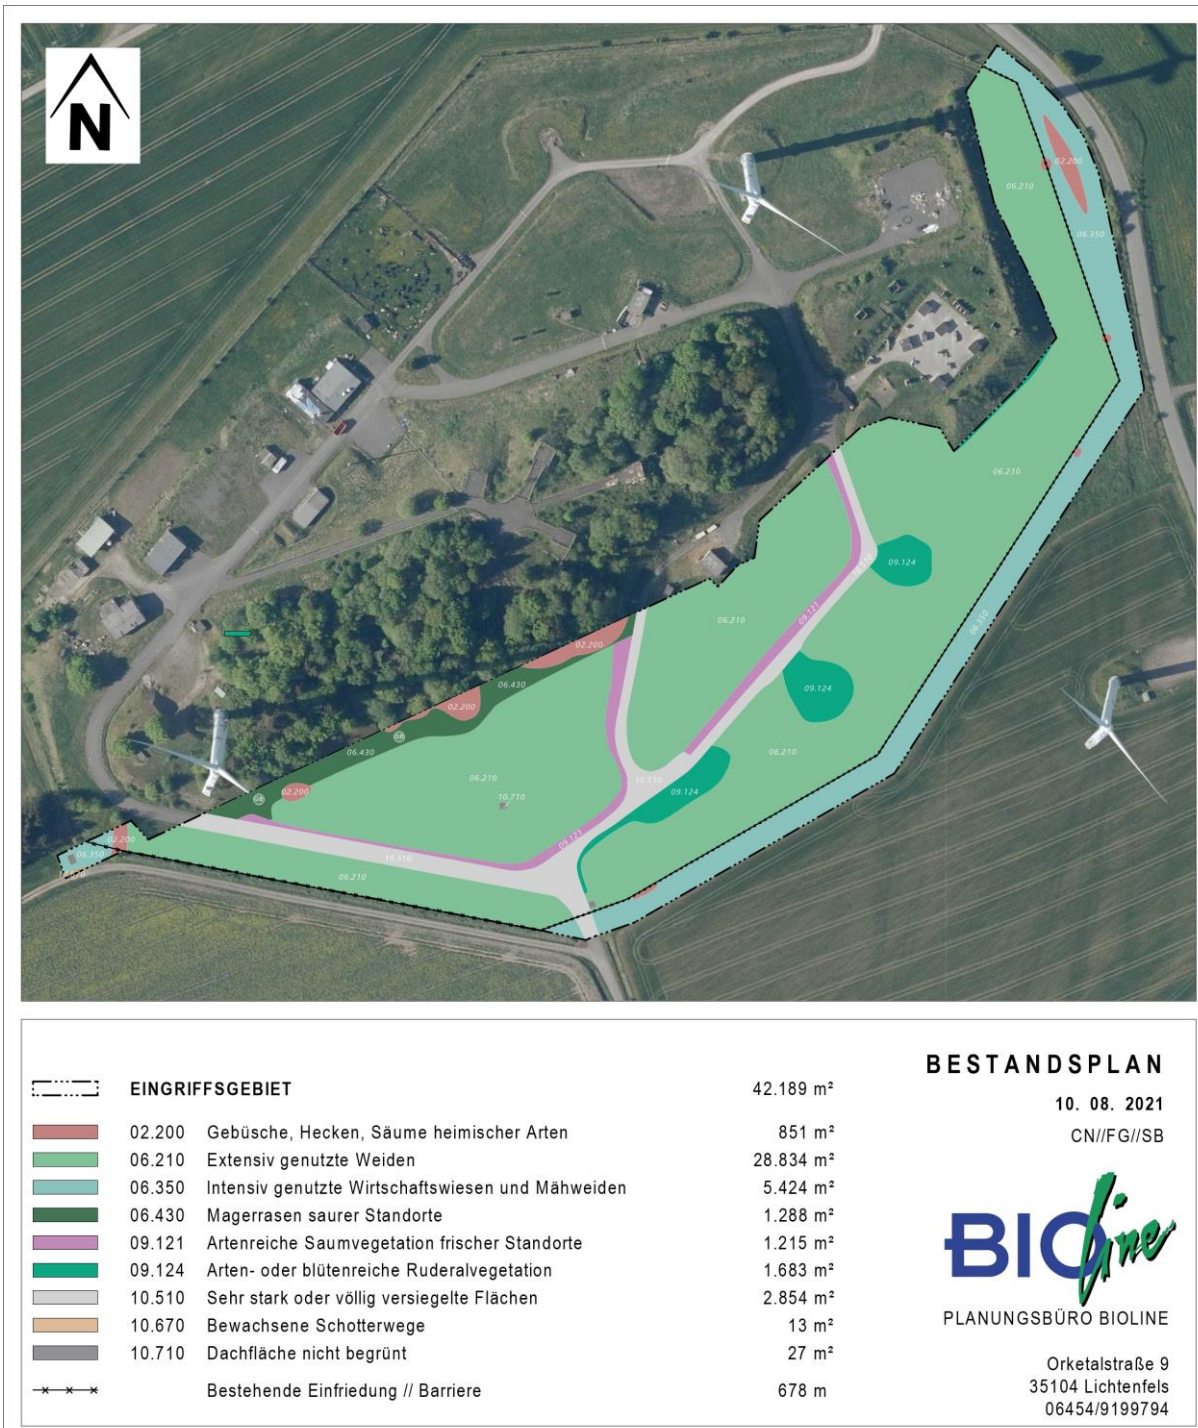 N
02.200
06.210
06.350
06.210
09.124
10.510
06.210
09.121
06.350
02.200
06.430
09.124
02.200
06.430
GB
06.210
06.210
10.510
09.124
02.200
10.710
GB
09.121
02.200
06.350
10.510
06.210
EINGRIFFSGEBIET 42.189 m²
02.200 Gebüsche, Hecken, Säume heimischer Arten 851 m²
06.210 Extensiv genutzte Weiden 28.834 m²
06.350 Intensiv genutzte Wirtschaftswiesen und Mähweiden 5.424 m²
06.430 Magerrasen saurer Standorte 1.288 m²
09.121 Artenreiche Saumvegetation frischer Standorte 1.215 m²
09.124 Arten- oder blütenreiche Ruderalvegetation 1.683 m²
10.510 Sehr stark oder völlig versiegelte Flächen 2.854 m²
10.670 Bewachsene Schotterwege 13 m²
10.710 Dachfläche nicht begrünt 27 m²
Bestehende Einfriedung // Barriere 678 m
BESTANDSPLAN
10. 08. 2021
CN//FG//SB
BIOline
PLANUNGSBÜRO BIOLINE
Orketalstraße 9
35104 Lichtenfels
06454/9199794